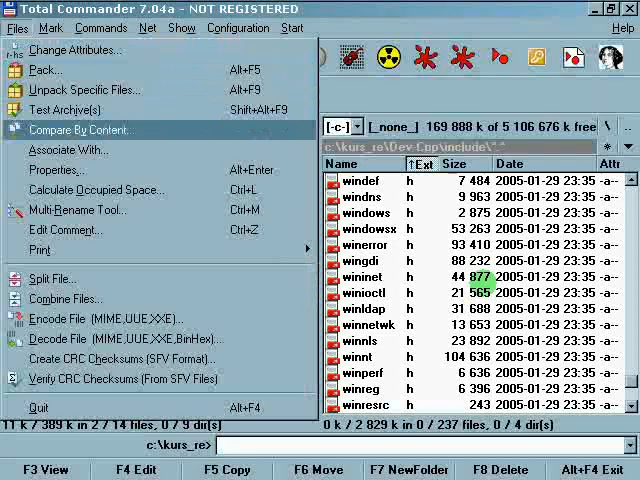 Total Commander 7.04a - NOT REGISTERED
Files Mark Commands Net Show Configuration Start Help
Change Attributes...
Pack... Alt+F5
Unpack Specific Files... Alt+F9
Test Archive(s) Shift+Alt+F9
Compare By Content...
Associate With...
Properties... Alt+Enter
Calculate Occupied Space... Ctrl+L
Multi-Rename Tool... Ctrl+M
Edit Comment... Ctrl+Z
Print
Split File...
Combine Files...
Encode File (MIME,UUE,XXE)...
Decode File (MIME,UUE,XXE,BinHex)...
Create CRC Checksums (SFV Format)...
Verify CRC Checksums (From SFV Files)
Quit Alt+F4
[-c-] [_none_] 169 888 k of 5 106 676 k free \ ..
c:\kurs_re\Dev-Cpp\include\*.* * ▼
Name ↑Ext Size Date Attr
windef h 7 484 2005-01-29 23:35 -a--
windns h 9 963 2005-01-29 23:35 -a--
windows h 2 875 2005-01-29 23:35 -a--
windowsx h 53 263 2005-01-29 23:35 -a--
winerror h 93 410 2005-01-29 23:35 -a--
wingdi h 88 232 2005-01-29 23:35 -a--
wininet h 44 877 2005-01-29 23:35 -a--
winioctl h 21 565 2005-01-29 23:35 -a--
winldap h 31 688 2005-01-29 23:35 -a--
winnetwk h 13 653 2005-01-29 23:35 -a--
winnls h 23 892 2005-01-29 23:35 -a--
winnt h 104 636 2005-01-29 23:35 -a--
winperf h 6 636 2005-01-29 23:35 -a--
winreg h 6 396 2005-01-29 23:35 -a--
winresrc h 243 2005-01-29 23:35 -a--
11 k / 389 k in 2 / 14 files, 0 / 9 dir(s)
0 k / 2 829 k in 0 / 237 files, 0 / 4 dir(s)
c:\kurs_re>
F3 View F4 Edit F5 Copy F6 Move F7 NewFolder F8 Delete Alt+F4 Exit